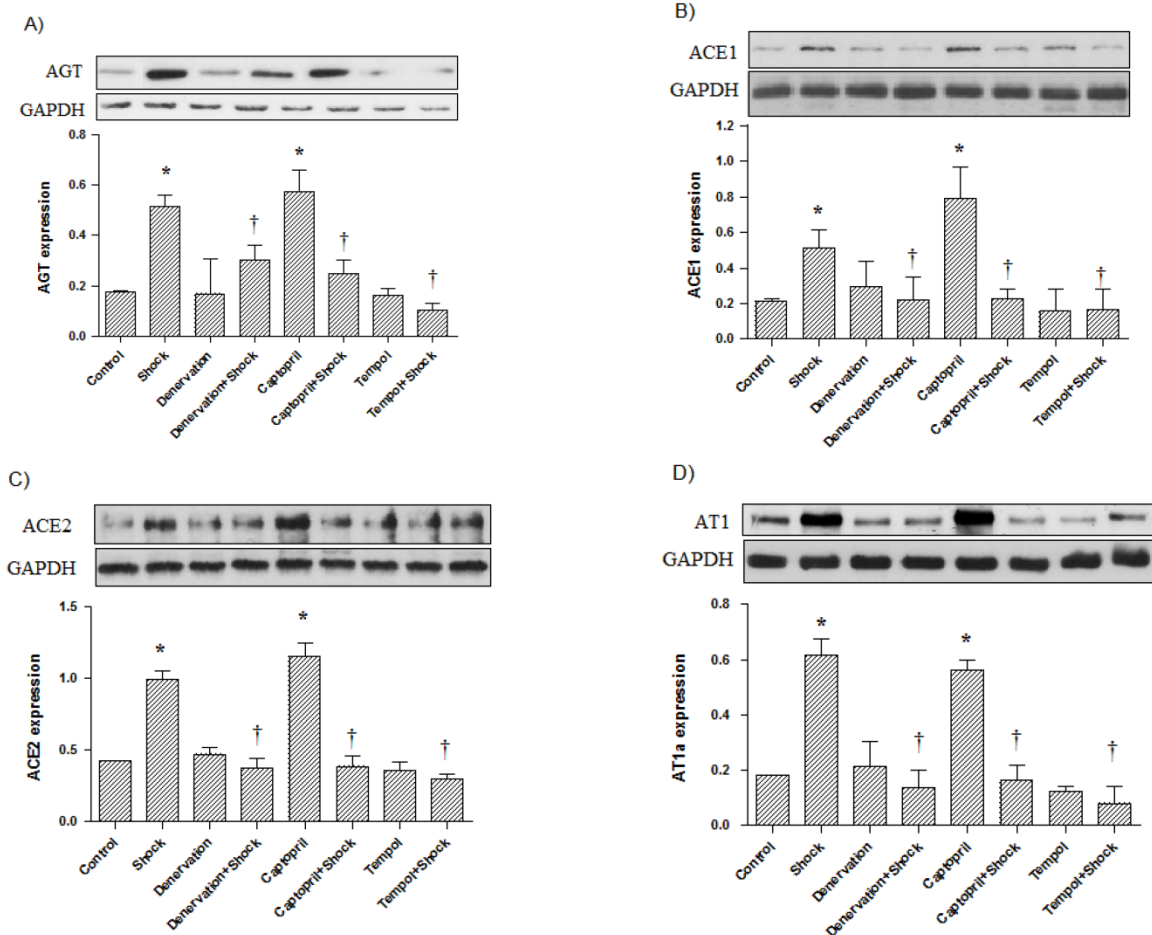 A)
AGT
GAPDH
0.8
0.6
0.4
0.2
0.0
AGT expression
*
†
*
†
†
Control
Shock
Denervation
Denervation+Shock
Captopril
Captopril+Shock
Tempol
Tempol+Shock
B)
ACE1
GAPDH
1.2
1.0
0.8
0.6
0.4
0.2
0.0
ACE1 expression
*
†
*
†
†
Control
Shock
Denervation
Denervation+Shock
Captopril
Captopril+Shock
Tempol
Tempol+Shock
C)
ACE2
GAPDH
1.5
1.0
0.5
0.0
ACE2 expression
*
†
*
†
†
Control
Shock
Denervation
Denervation+Shock
Captopril
Captopril+Shock
Tempol
Tempol+Shock
D)
AT1
GAPDH
0.8
0.6
0.4
0.2
0.0
AT1a expression
*
†
*
†
†
Control
Shock
Denervation
Denervation+Shock
Captopril
Captopril+Shock
Tempol
Tempol+Shock